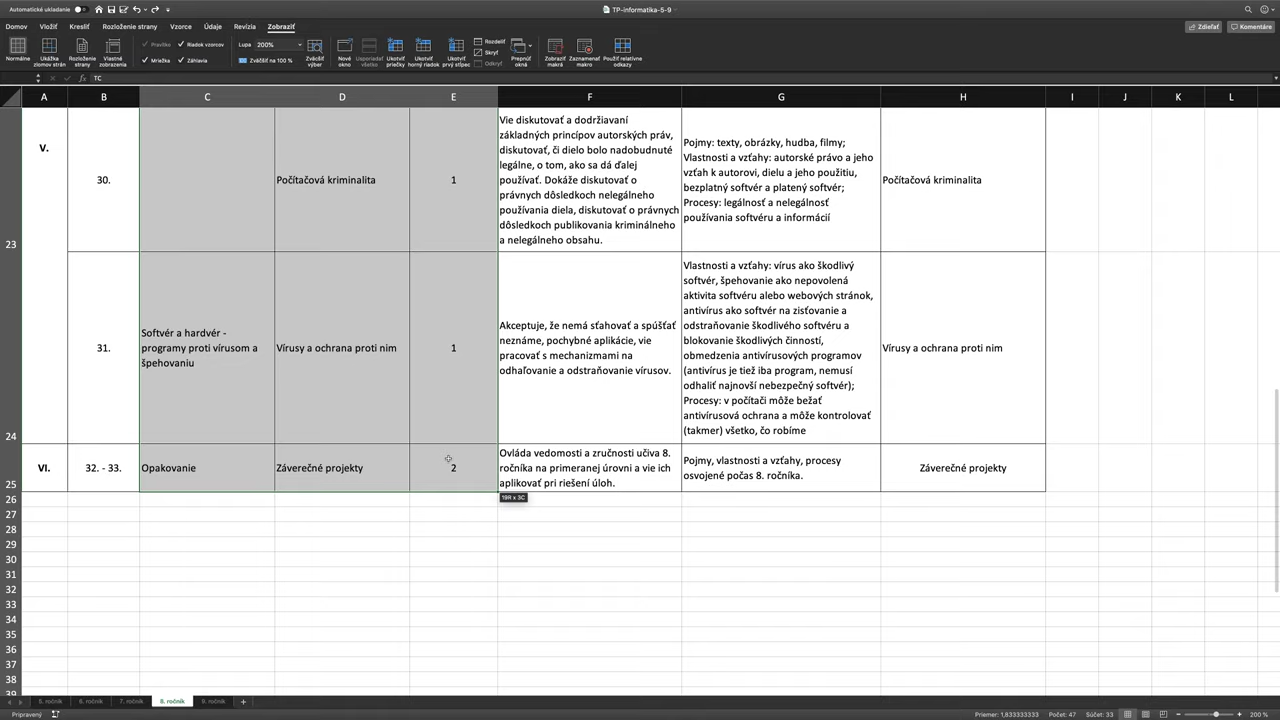 Automatické ukladanie
TP-informatika-5-9
Domov Vložiť Kresliť Rozloženie strany Vzorce Údaje Revízia Zobraziť
Zdieľať Komentáre
Normálne
Ukážka zlomov strán
Rozloženie strany
Vlastné zobrazenia
Pravítko
Riadok vzorcov
Mriežka
Záhlavia
Lupa 200%
Zväčšiť na 100 %
Zväčšiť výber
Nové okno
Usporiadať všetko
Ukotviť priečky
Ukotviť horný riadok
Ukotviť prvý stĺpec
Rozdeliť
Skryť
Odkryť
Prepnúť okná
Zobraziť makrá
Zaznamenať makro
Použiť relatívne odkazy
fx TC
A B C D E F G H I J K L
23
V.
30.
Počítačová kriminalita
1
Vie diskutovať a dodržiavaní
základných princípov autorských práv,
diskutovať, či dielo bolo nadobudnuté
legálne, o tom, ako sa dá ďalej
používať. Dokáže diskutovať o
právnych dôsledkoch nelegálneho
používania diela, diskutovať o právnych
dôsledkoch publikovania kriminálneho
a nelegálneho obsahu.
Pojmy: texty, obrázky, hudba, filmy;
Vlastnosti a vzťahy: autorské právo a jeho
vzťah k autorovi, dielu a jeho použitiu,
bezplatný softvér a platený softvér;
Procesy: legálnosť a nelegálnosť
používania softvéru a informácií
Počítačová kriminalita
24
31.
Softvér a hardvér -
programy proti vírusom a
špehovaniu
Vírusy a ochrana proti nim
1
Akceptuje, že nemá sťahovať a spúšťať
neznáme, pochybné aplikácie, vie
pracovať s mechanizmami na
odhaľovanie a odstraňovanie vírusov.
Vlastnosti a vzťahy: vírus ako škodlivý
softvér, špehovanie ako nepovolená
aktivita softvéru alebo webových stránok,
antivírus ako softvér na zisťovanie a
odstraňovanie škodlivého softvéru a
blokovanie škodlivých činností,
obmedzenia antivírusových programov
(antivírus je tiež iba program, nemusí
odhaliť najnovší nebezpečný softvér);
Procesy: v počítači môže bežať
antivírusová ochrana a môže kontrolovať
(takmer) všetko, čo robíme
Vírusy a ochrana proti nim
25
VI.
32. - 33.
Opakovanie
Záverečné projekty
2
Ovláda vedomosti a zručnosti učiva 8.
ročníka na primeranej úrovni a vie ich
aplikovať pri riešení úloh.
Pojmy, vlastnosti a vzťahy, procesy
osvojené počas 8. ročníka.
Záverečné projekty
19R x 3C
26
27
28
29
30
31
32
33
34
35
36
37
38
39
5. ročník 6. ročník 7. ročník 8. ročník 9. ročník +
Pripravený
Priemer: 1,833333333 Počet: 47 Súčet: 33
200 %